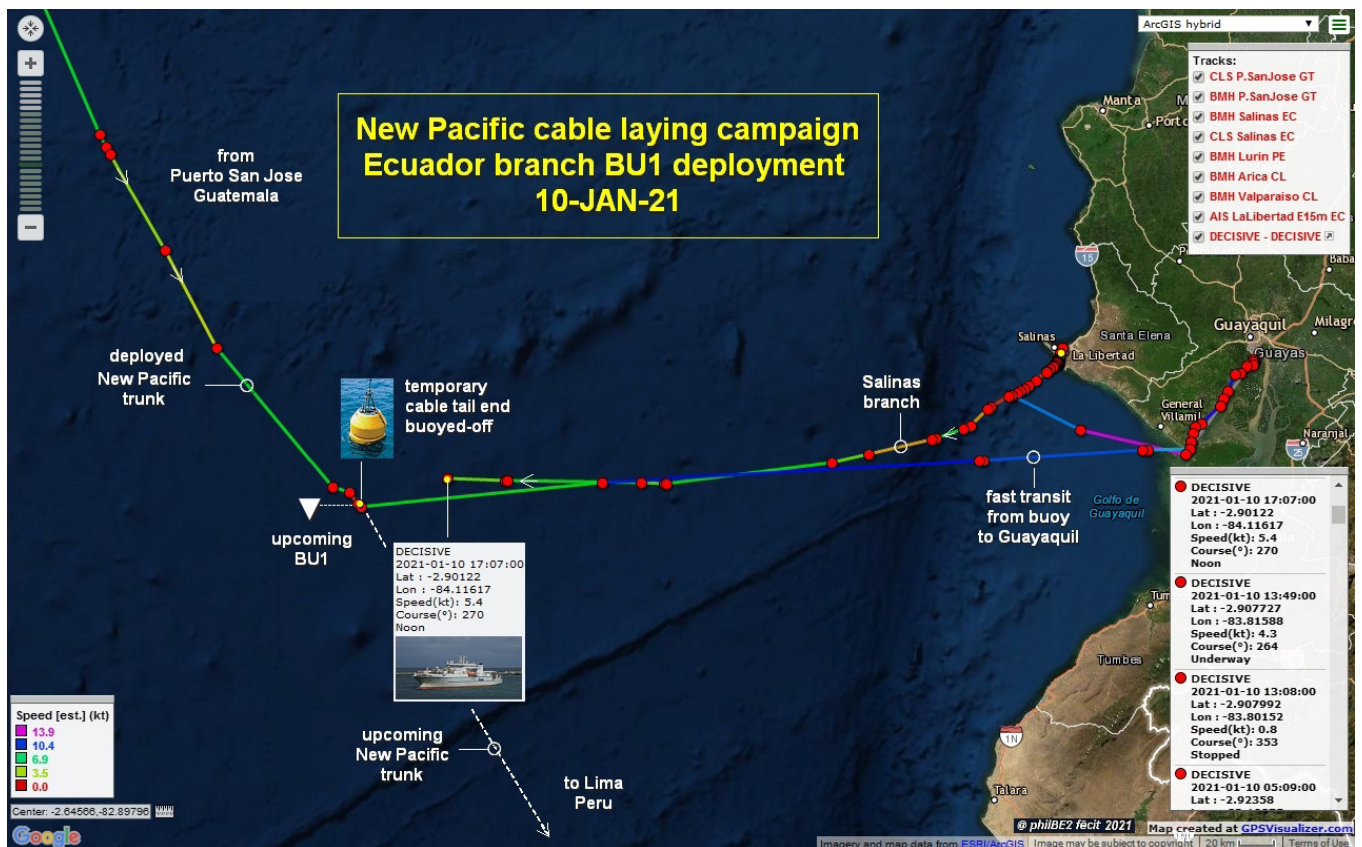 ArcGIS hybrid
New Pacific cable laying campaign
Ecuador branch BU1 deployment
10-JAN-21
from
Puerto San Jose
Guatemala
Tracks:
CLS P.SanJose GT
BMH P.SanJose GT
BMH Salinas EC
CLS Salinas EC
BMH Lurin PE
BMH Arica CL
BMH Valparaiso CL
AIS LaLibertad E15m EC
DECISIVE - DECISIVE
Manta
15
Salinas
La Libertad
Santa Elena
Guayaquil
Guayas
Milagro
General
Villamil
Naranjal
25
deployed
New Pacific
trunk
temporary
cable tail end
buoyed-off
Salinas
branch
upcoming
BU1
fast transit
from buoy
to Guayaquil
Golfo de
Guayaquil
DECISIVE
2021-01-10 17:07:00
Lat : -2.90122
Lon : -84.11617
Speed(kt): 5.4
Course(°): 270
Noon
DECISIVE
2021-01-10 17:07:00
Lat : -2.90122
Lon : -84.11617
Speed(kt): 5.4
Course(°): 270
Noon
DECISIVE
2021-01-10 13:49:00
Lat : -2.907727
Lon : -83.81588
Speed(kt): 4.3
Course(°): 264
Underway
DECISIVE
2021-01-10 13:08:00
Lat : -2.907992
Lon : -83.80152
Speed(kt): 0.8
Course(°): 353
Stopped
DECISIVE
2021-01-10 05:09:00
Lat : -2.92358
Tumbes
1N
Talara
upcoming
New Pacific
trunk
to Lima
Peru
Speed [est.] (kt)
13.9
10.4
6.9
3.5
0.0
Center: -2.64566,-82.89796
Google
@ philBE2 fēcit 2021
Map created at GPSVisualizer.com
Imagery and map data from ESRI/ArcGIS
Image may be subject to copyright
20 km
Terms of Use